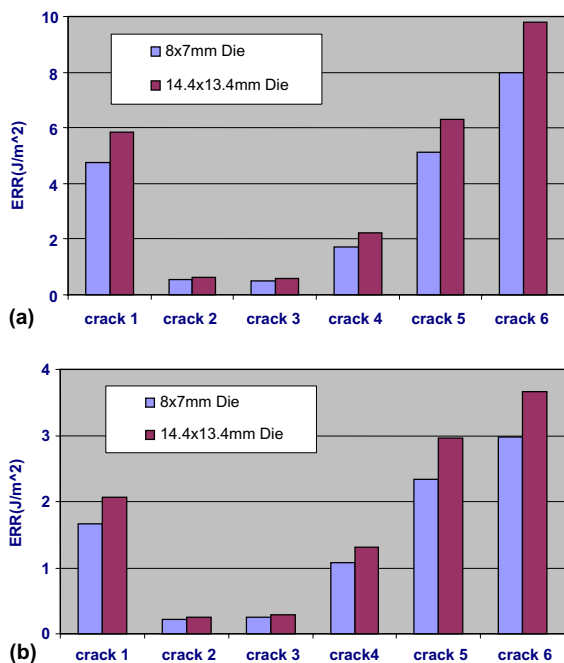 10
8
6
4
2
0
ERR(J/m^2)
8x7mm Die
14.4x13.4mm Die
(a)
crack 1 crack 2 crack 3 crack 4 crack 5 crack 6
4
3
2
1
0
ERR(J/m^2)
8x7mm Die
14.4x13.4mm Die
(b)
crack 1 crack 2 crack 3 crack4 crack 5 crack 6